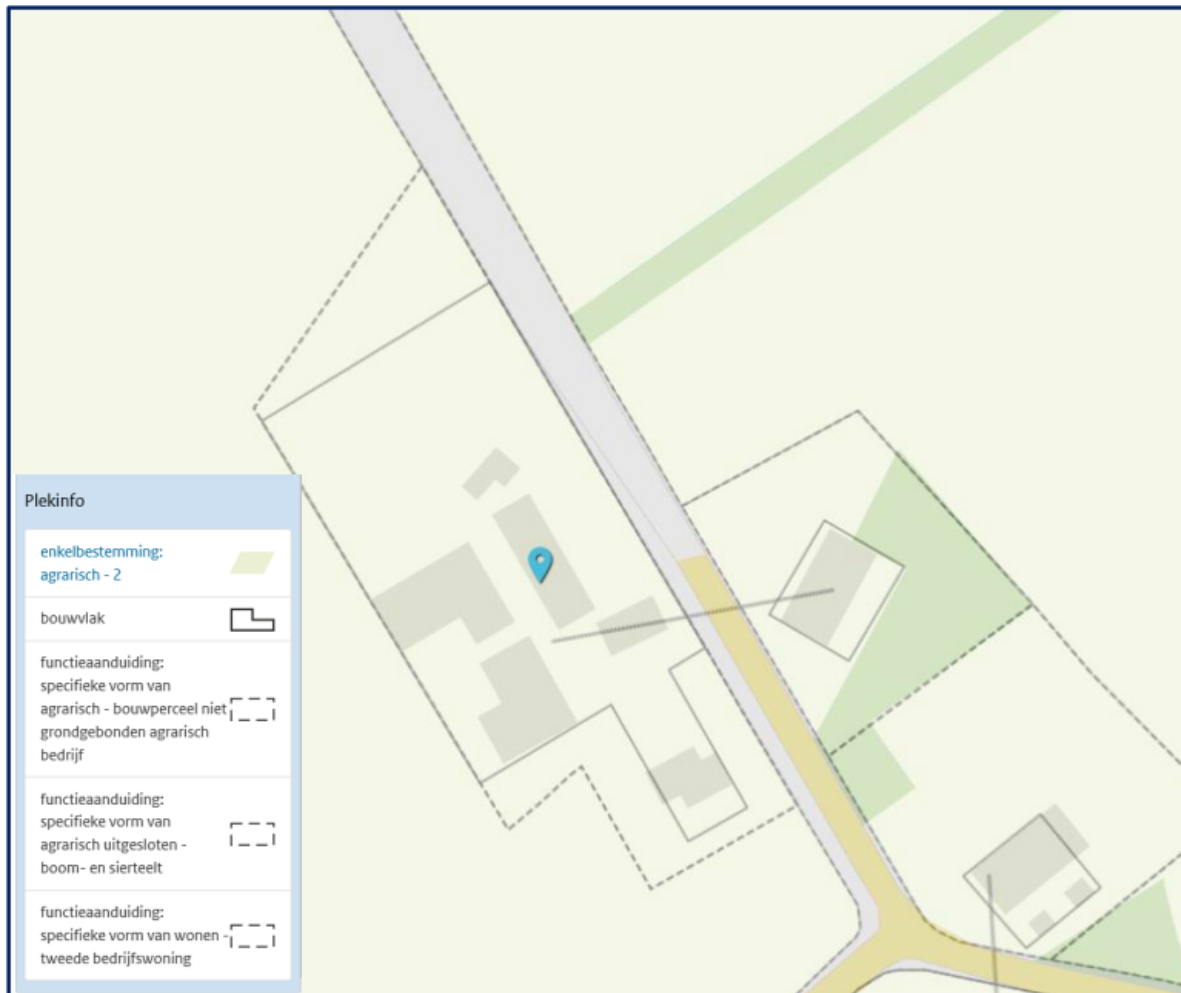 Plekinfo
enkelbestemming:
agrarisch - 2
bouwvlak
functieaanduiding:
specifieke vorm van
agrarisch - bouwperceel niet
grondgebonden agrarisch
bedrijf
functieaanduiding:
specifieke vorm van
agrarisch uitgesloten -
boom- en sierteelt
functieaanduiding:
specifieke vorm van wonen -
tweede bedrijfswoning